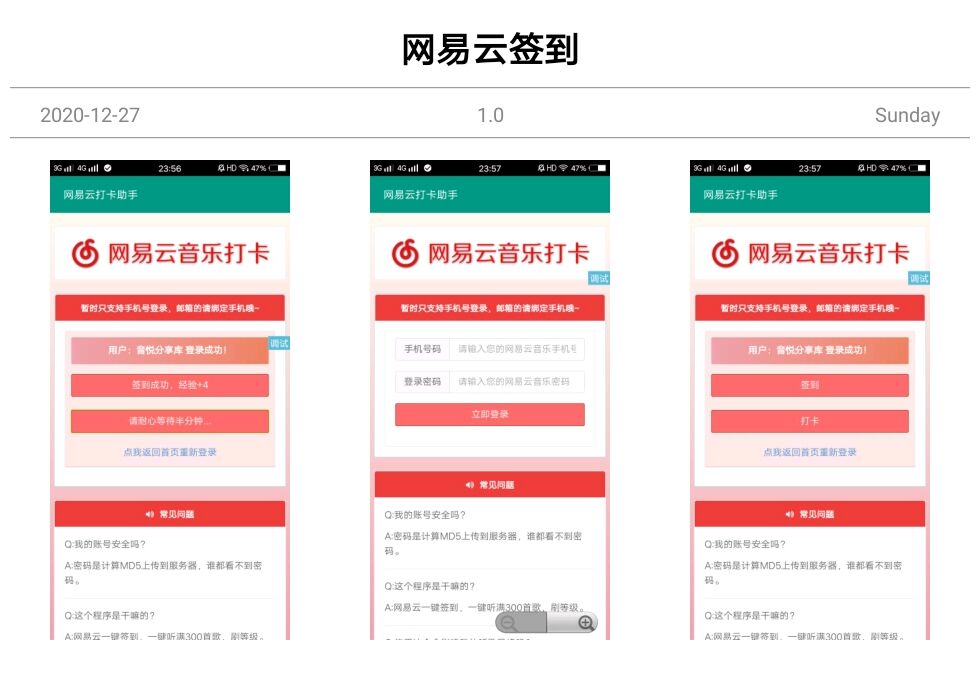 网易云签到
2020-12-27 1.0 Sunday
3G 4G 23:56 HD 47%
网易云打卡助手
网易云音乐打卡
暂时只支持手机号登录，邮箱的请绑定手机哦~
调试
用户：音悦分享库 登录成功！
签到成功，经验+4
请耐心等待半分钟...
点我返回首页重新登录
常见问题
Q:我的账号安全吗？
A:密码是计算MD5上传到服务器，谁都看不到密
码。
Q:这个程序是干嘛的？
A:网易云一键签到，一键听满300首歌，刷等级。
3G 4G 23:57 HD 47%
网易云打卡助手
网易云音乐打卡
调试
暂时只支持手机号登录，邮箱的请绑定手机哦~
手机号码 请输入您的网易云音乐手机号
登录密码 请输入您的网易云音乐密码
立即登录
常见问题
Q:我的账号安全吗？
A:密码是计算MD5上传到服务器，谁都看不到密
码。
Q:这个程序是干嘛的？
A:网易云一键签到，一键听满300首歌，刷等级。
3G 4G 23:57 HD 47%
网易云打卡助手
网易云音乐打卡
调试
暂时只支持手机号登录，邮箱的请绑定手机哦~
用户：音悦分享库 登录成功！
签到
打卡
点我返回首页重新登录
常见问题
Q:我的账号安全吗？
A:密码是计算MD5上传到服务器，谁都看不到密
码。
Q:这个程序是干嘛的？
A:网易云一键签到，一键听满300首歌，刷等级。